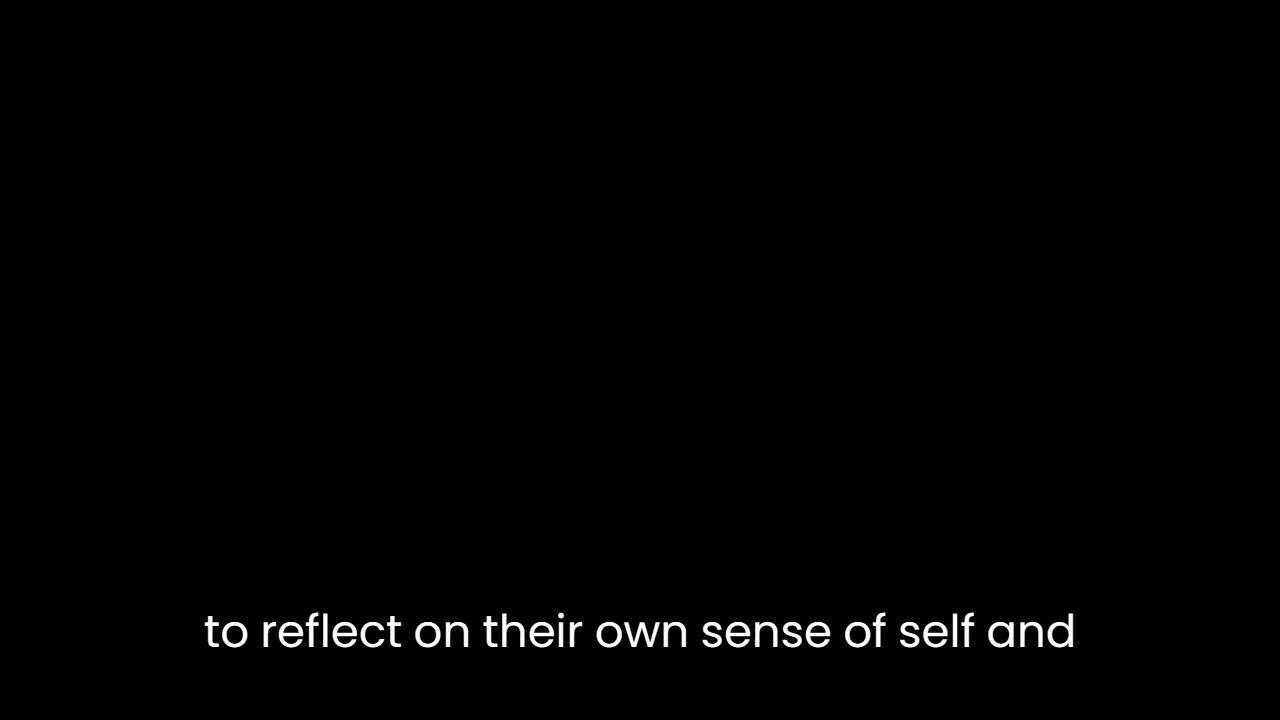 to reflect on their own sense of self and